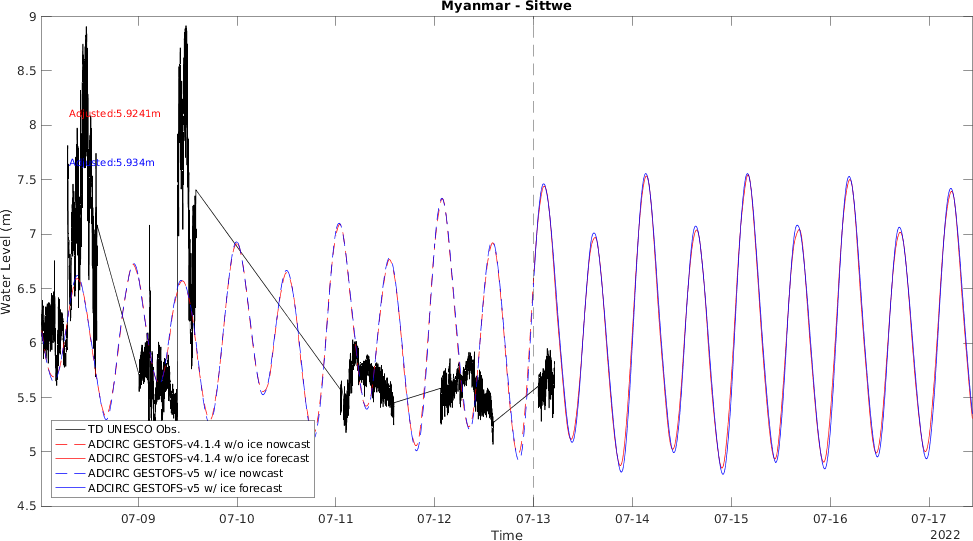 Myanmar - Sittwe
Water Level (m)
9
8.5
8
7.5
7
6.5
6
5.5
5
4.5
Adjusted:5.9241m
Adjusted:5.934m
TD UNESCO Obs.
ADCIRC GESTOFS-v4.1.4 w/o ice nowcast
ADCIRC GESTOFS-v4.1.4 w/o ice forecast
ADCIRC GESTOFS-v5 w/ ice nowcast
ADCIRC GESTOFS-v5 w/ ice forecast
07-09 07-10 07-11 07-12 07-13 07-14 07-15 07-16 07-17
Time
2022